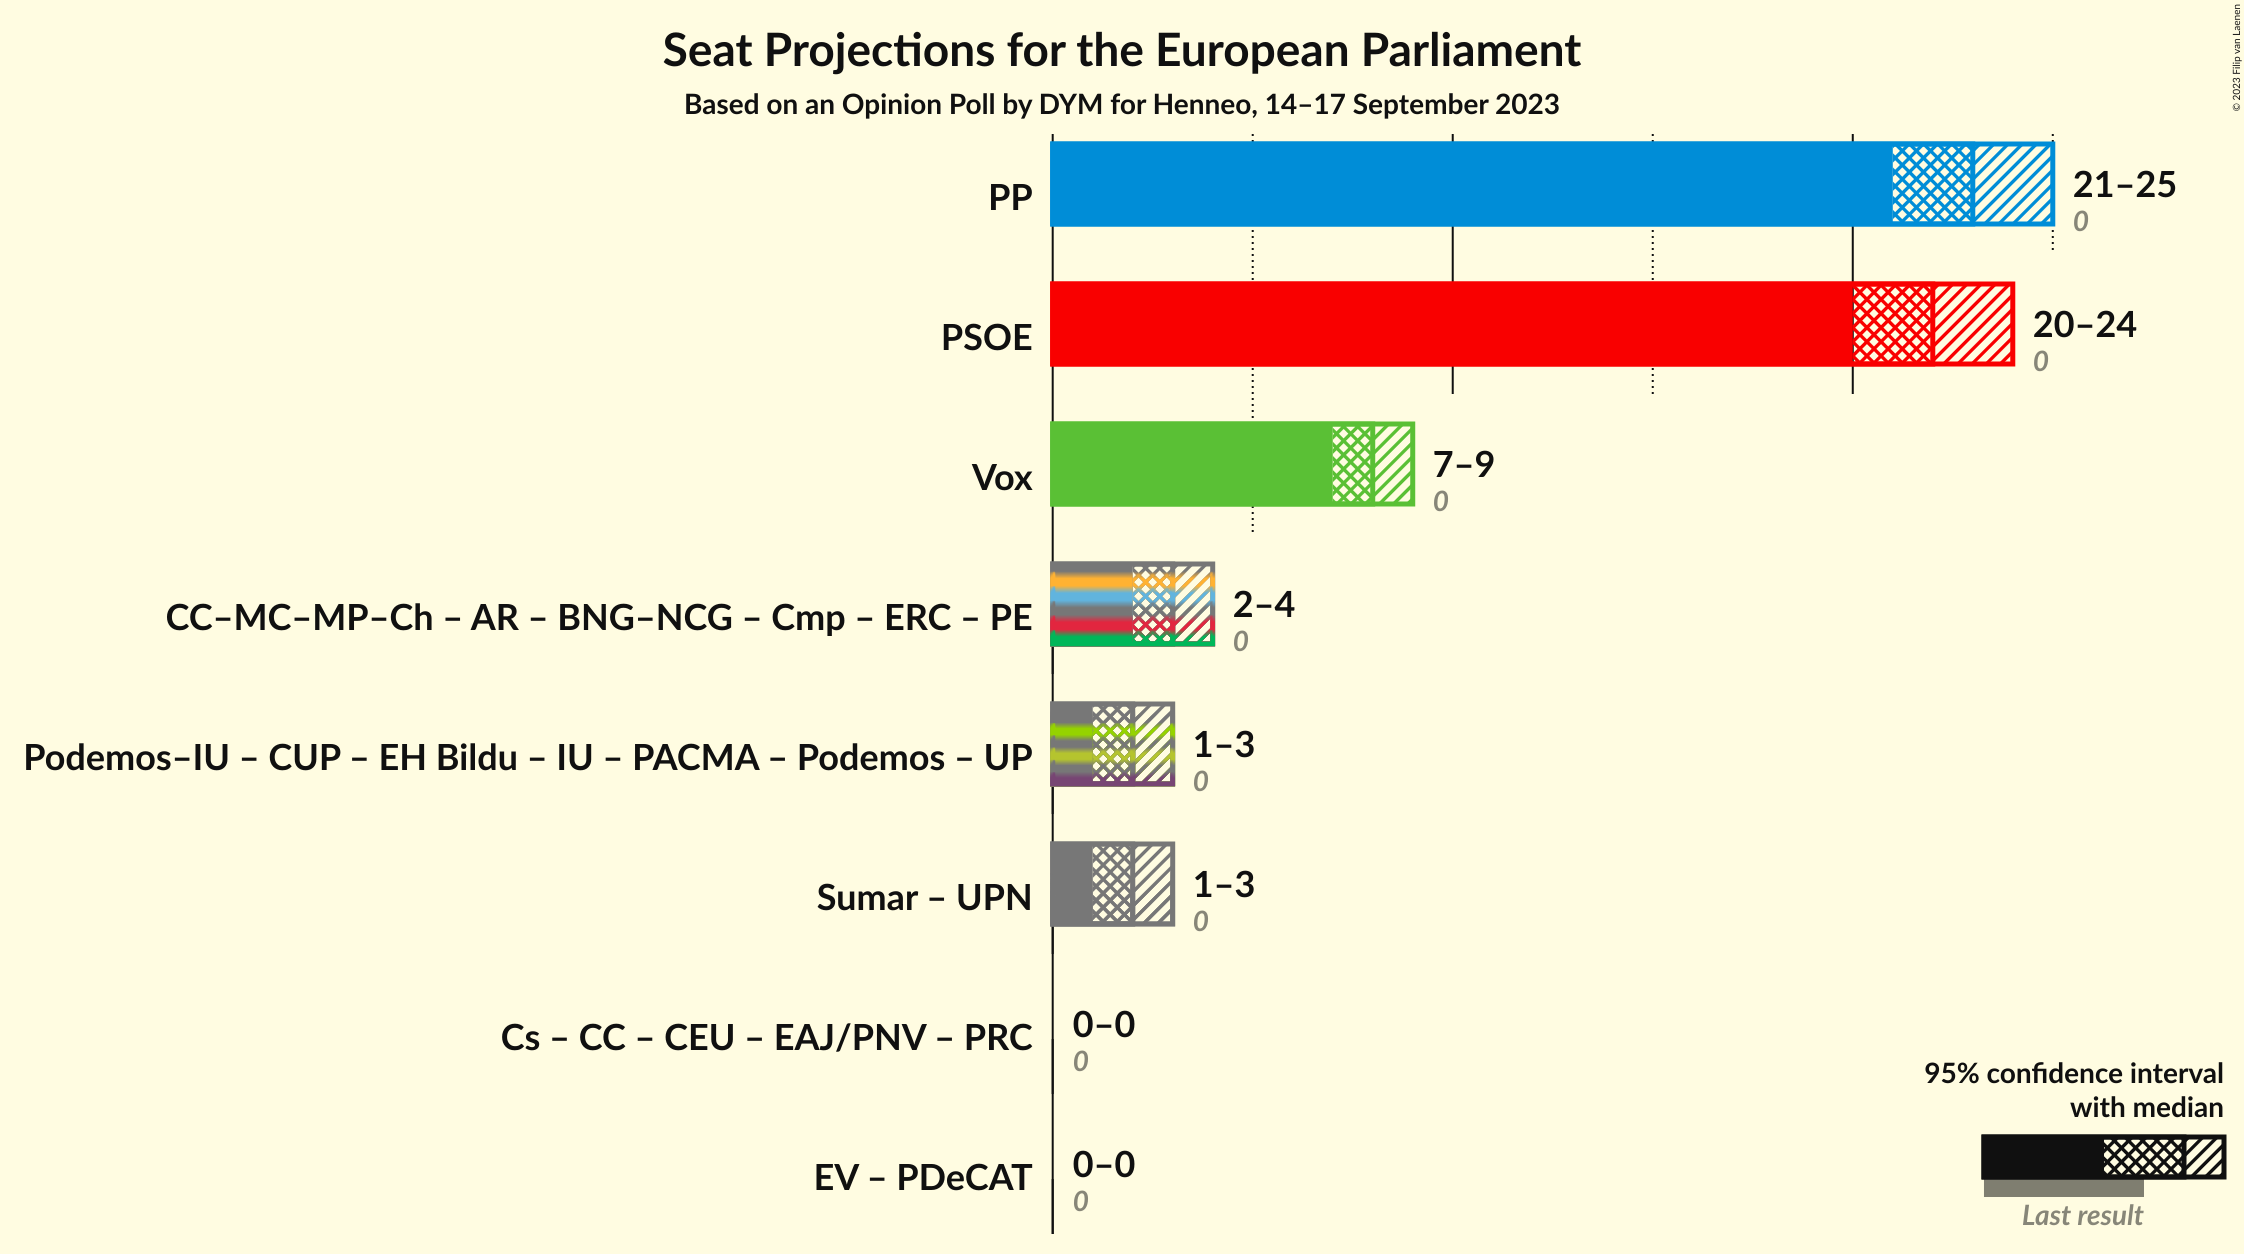 Seat Projections for the European Parliament
Based on an Opinion Poll by DYM for Henneo, 14–17 September 2023
© 2023 Filip van Laenen
PP
21–25
0
PSOE
20–24
0
Vox
7–9
0
CC–MC–MP–Ch – AR – BNG–NCG – Cmp – ERC – PE
2–4
0
Podemos–IU – CUP – EH Bildu – IU – PACMA – Podemos – UP
1–3
0
Sumar – UPN
1–3
0
Cs – CC – CEU – EAJ/PNV – PRC
0–0
0
EV – PDeCAT
0–0
0
95% confidence interval
with median
Last result